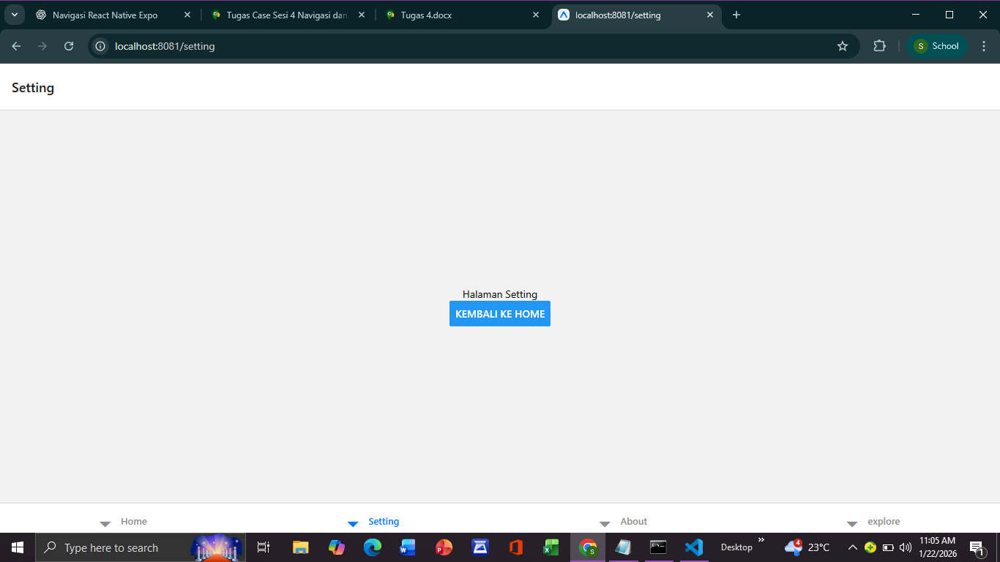 Navigasi React Native Expo
Tugas Case Sesi 4 Navigasi dan
Tugas 4.docx
localhost:8081/setting
localhost:8081/setting
S School
Setting
Halaman Setting
KEMBALI KE HOME
Home
Setting
About
explore
Type here to search
Desktop
4
23°C
11:05 AM
1/22/2026
1